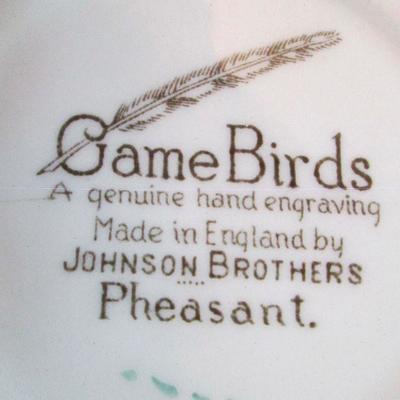 Game Birds
A genuine hand engraving
Made in England by
JOHNSON BROTHERS
Pheasant.